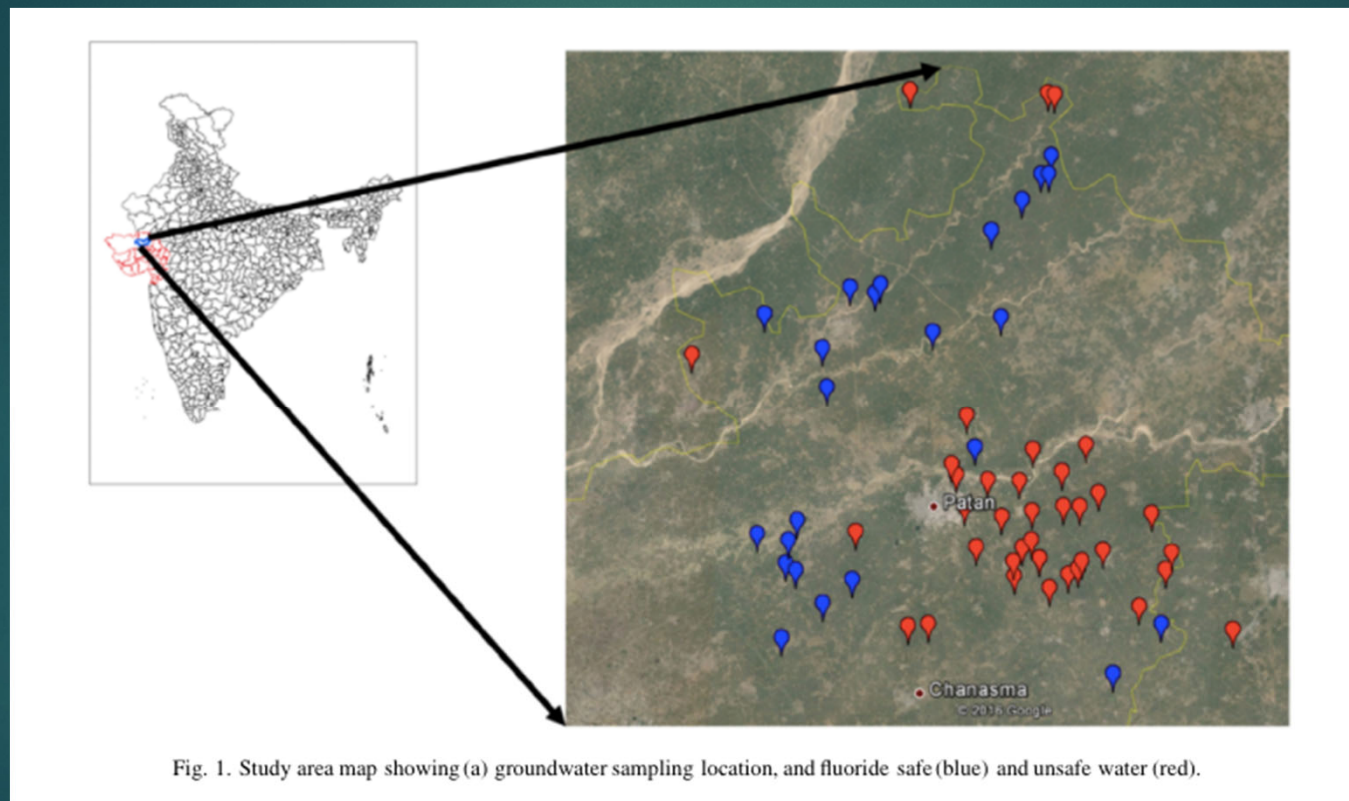 Patan
Chanasma
© 2016 Google
Fig. 1. Study area map showing (a) groundwater sampling location, and fluoride safe (blue) and unsafe water (red).